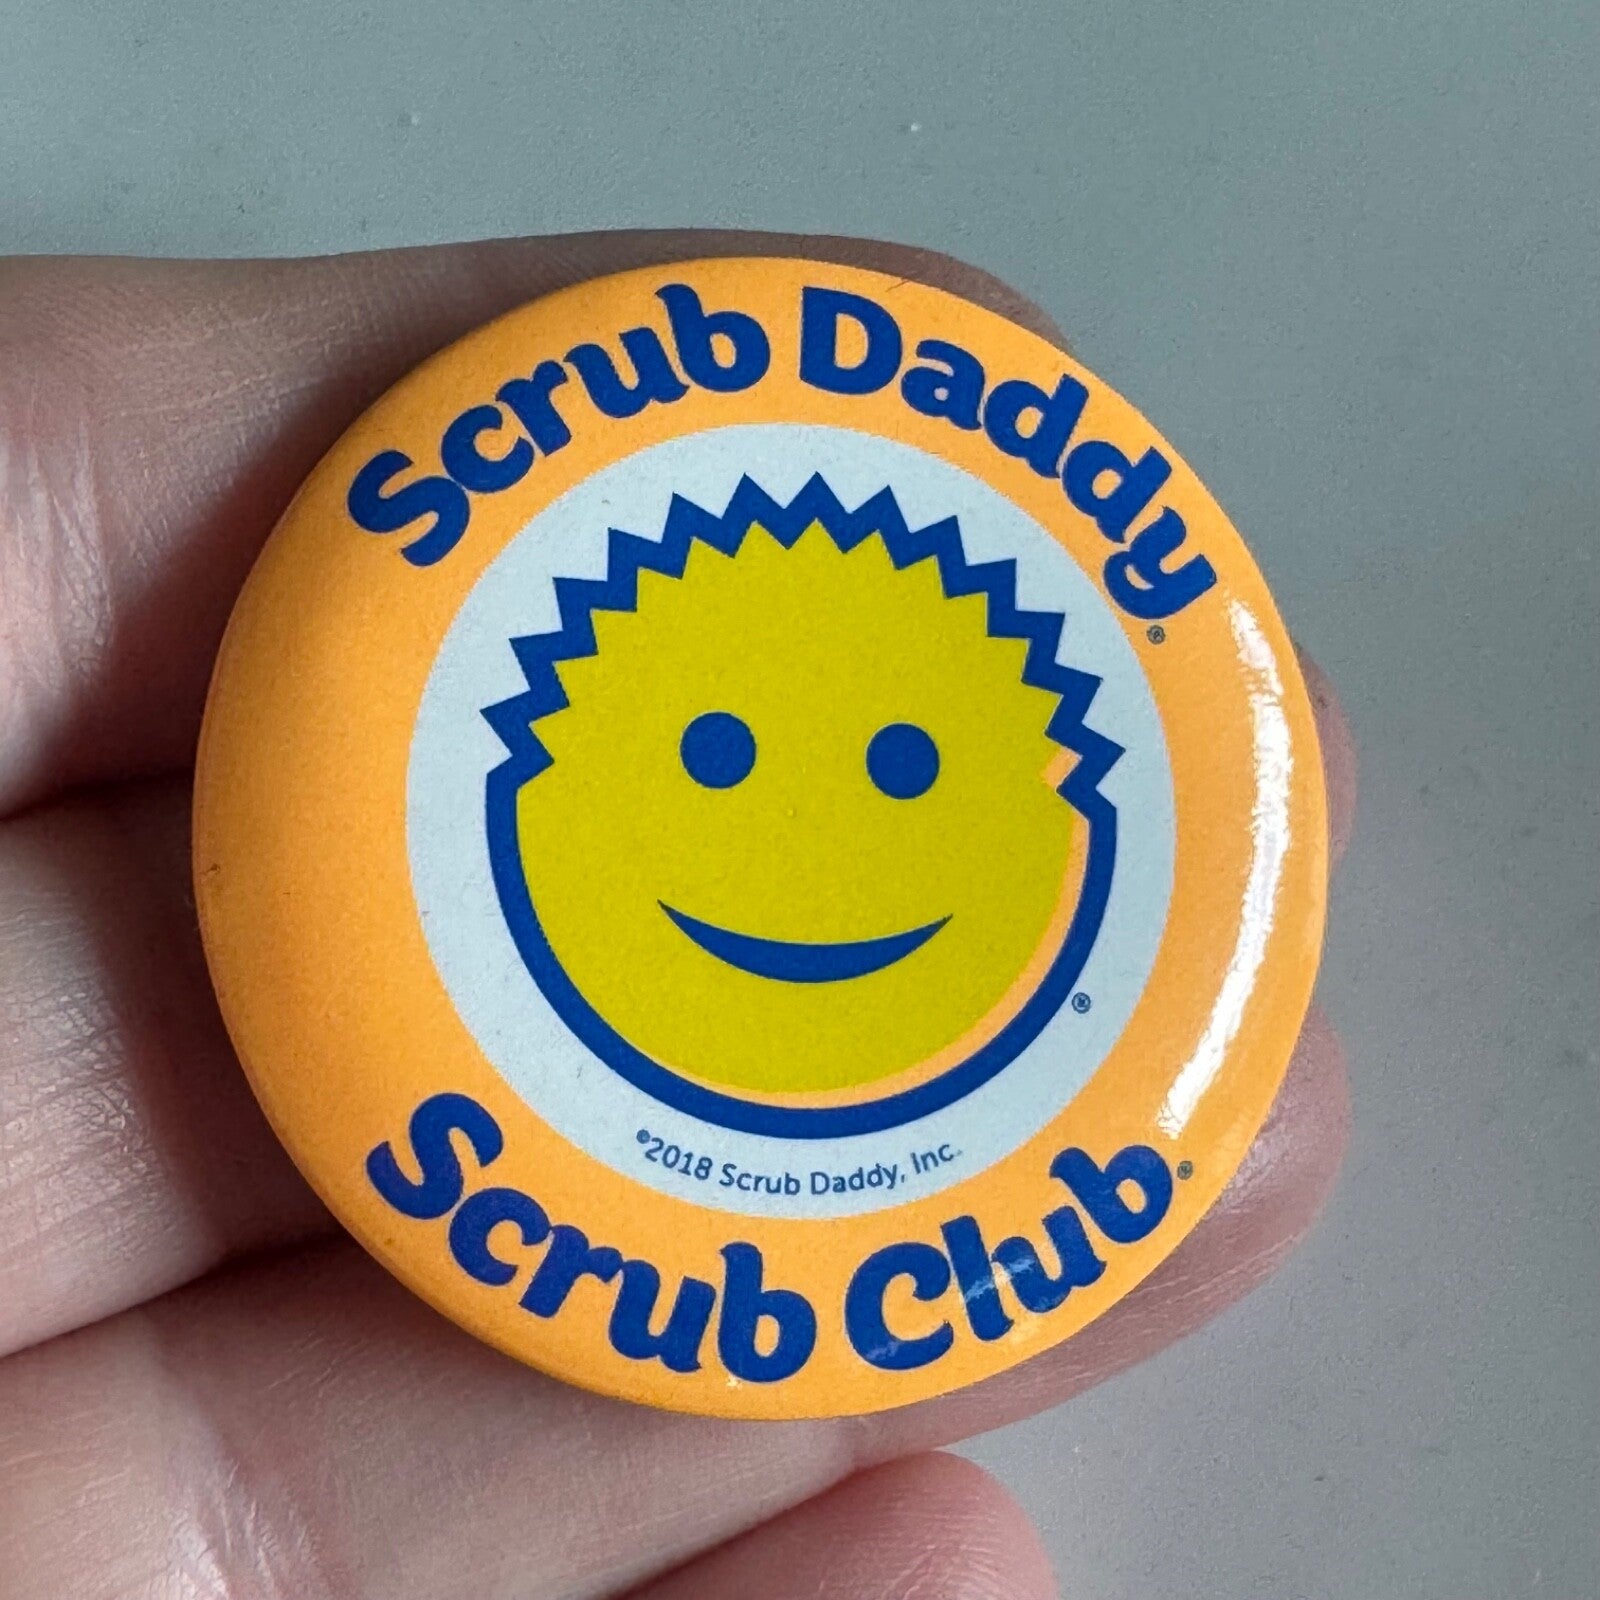 Scrub Daddy®
®
©2018 Scrub Daddy, Inc.
Scrub Club®